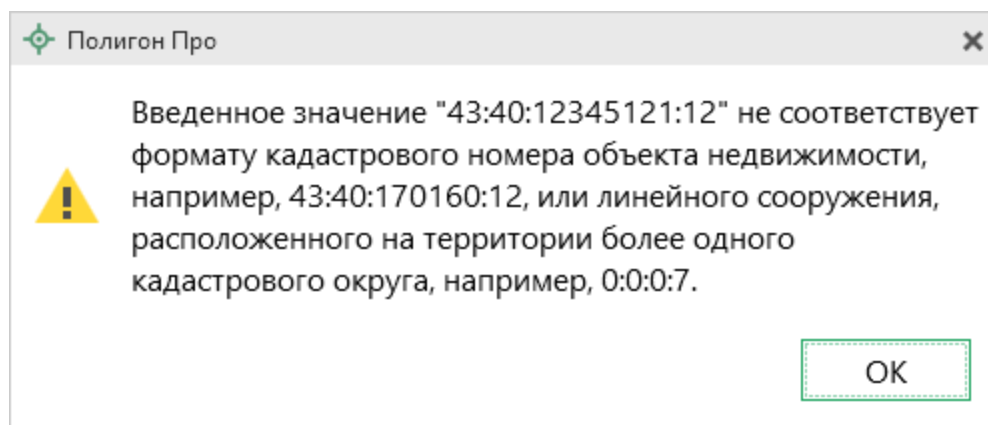 Полигон Про
Введенное значение "43:40:12345121:12" не соответствует
формату кадастрового номера объекта недвижимости,
например, 43:40:170160:12, или линейного сооружения,
расположенного на территории более одного
кадастрового округа, например, 0:0:0:7.
ОК